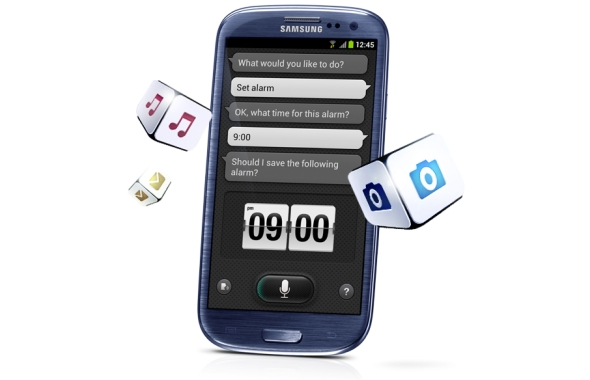 SAMSUNG
12:45
What would you like to do?
Set alarm
OK, what time for this alarm?
9:00
Should I save the following
alarm?
pm
09 00
?